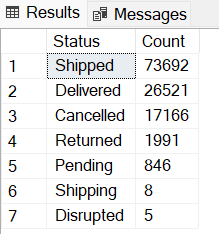 Results Messages
Status Count
1 Shipped 73692
2 Delivered 26521
3 Cancelled 17166
4 Returned 1991
5 Pending 846
6 Shipping 8
7 Disrupted 5